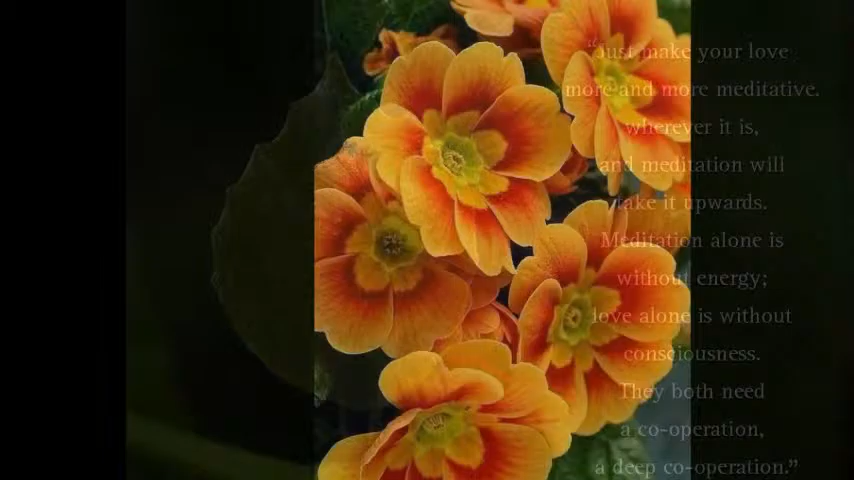 “Just make your love
more and more meditative.
wherever it is,
and meditation will
take it upwards.
Meditation alone is
without energy;
love alone is without
consciousness.
They both need
a co-operation,
a deep co-operation.”